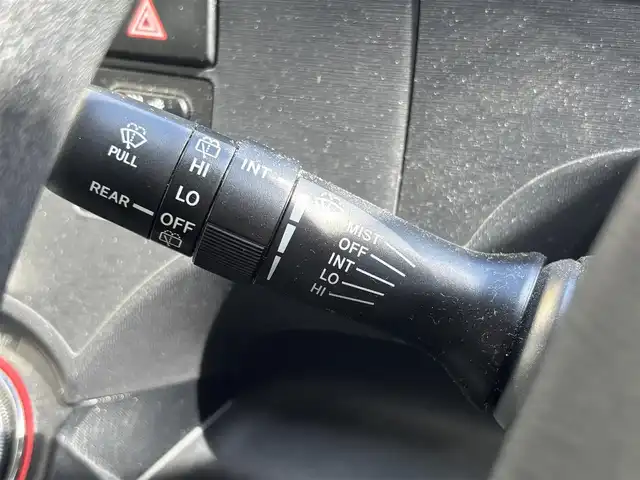 PULL
REAR
HI
LO
OFF
INT
MIST
OFF
INT
LO
HI